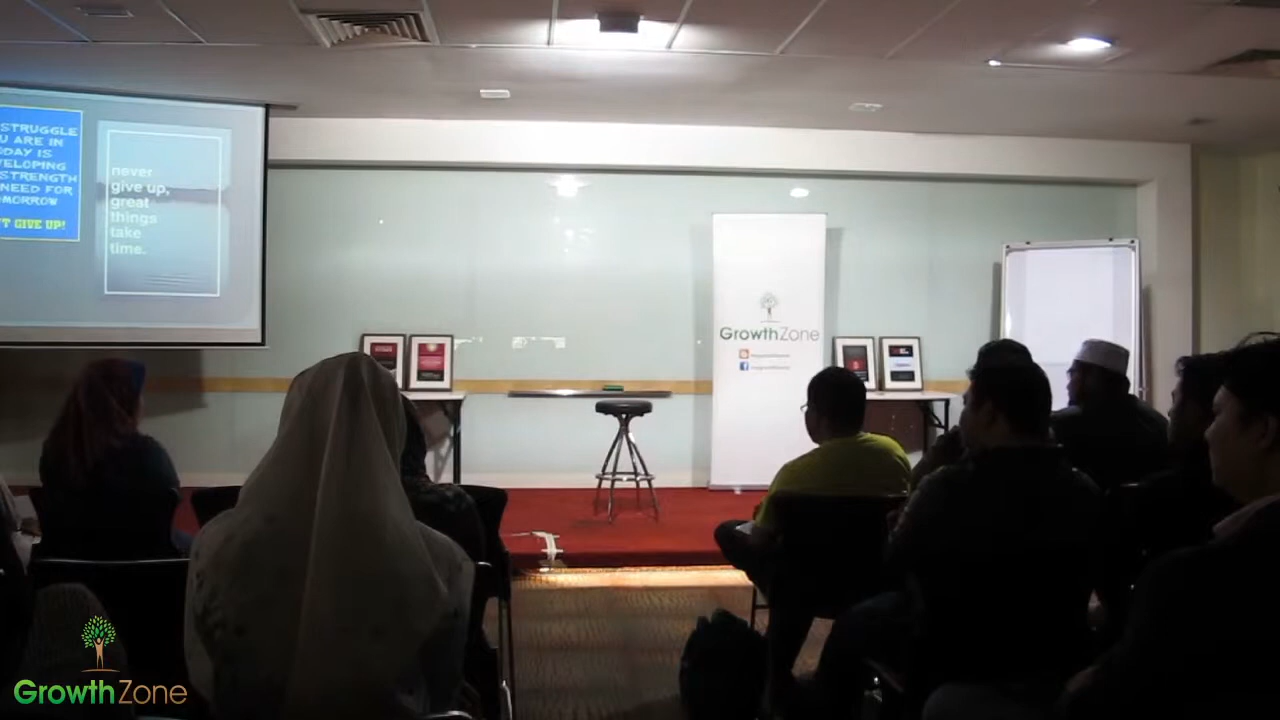 STRUGGLE
U ARE IN
DAY IS
VELOPING
STRENGTH
NEED FOR
MORROW
T GIVE UP!
never
give up,
great
things
take
time.
GrowthZone
GrowthZone